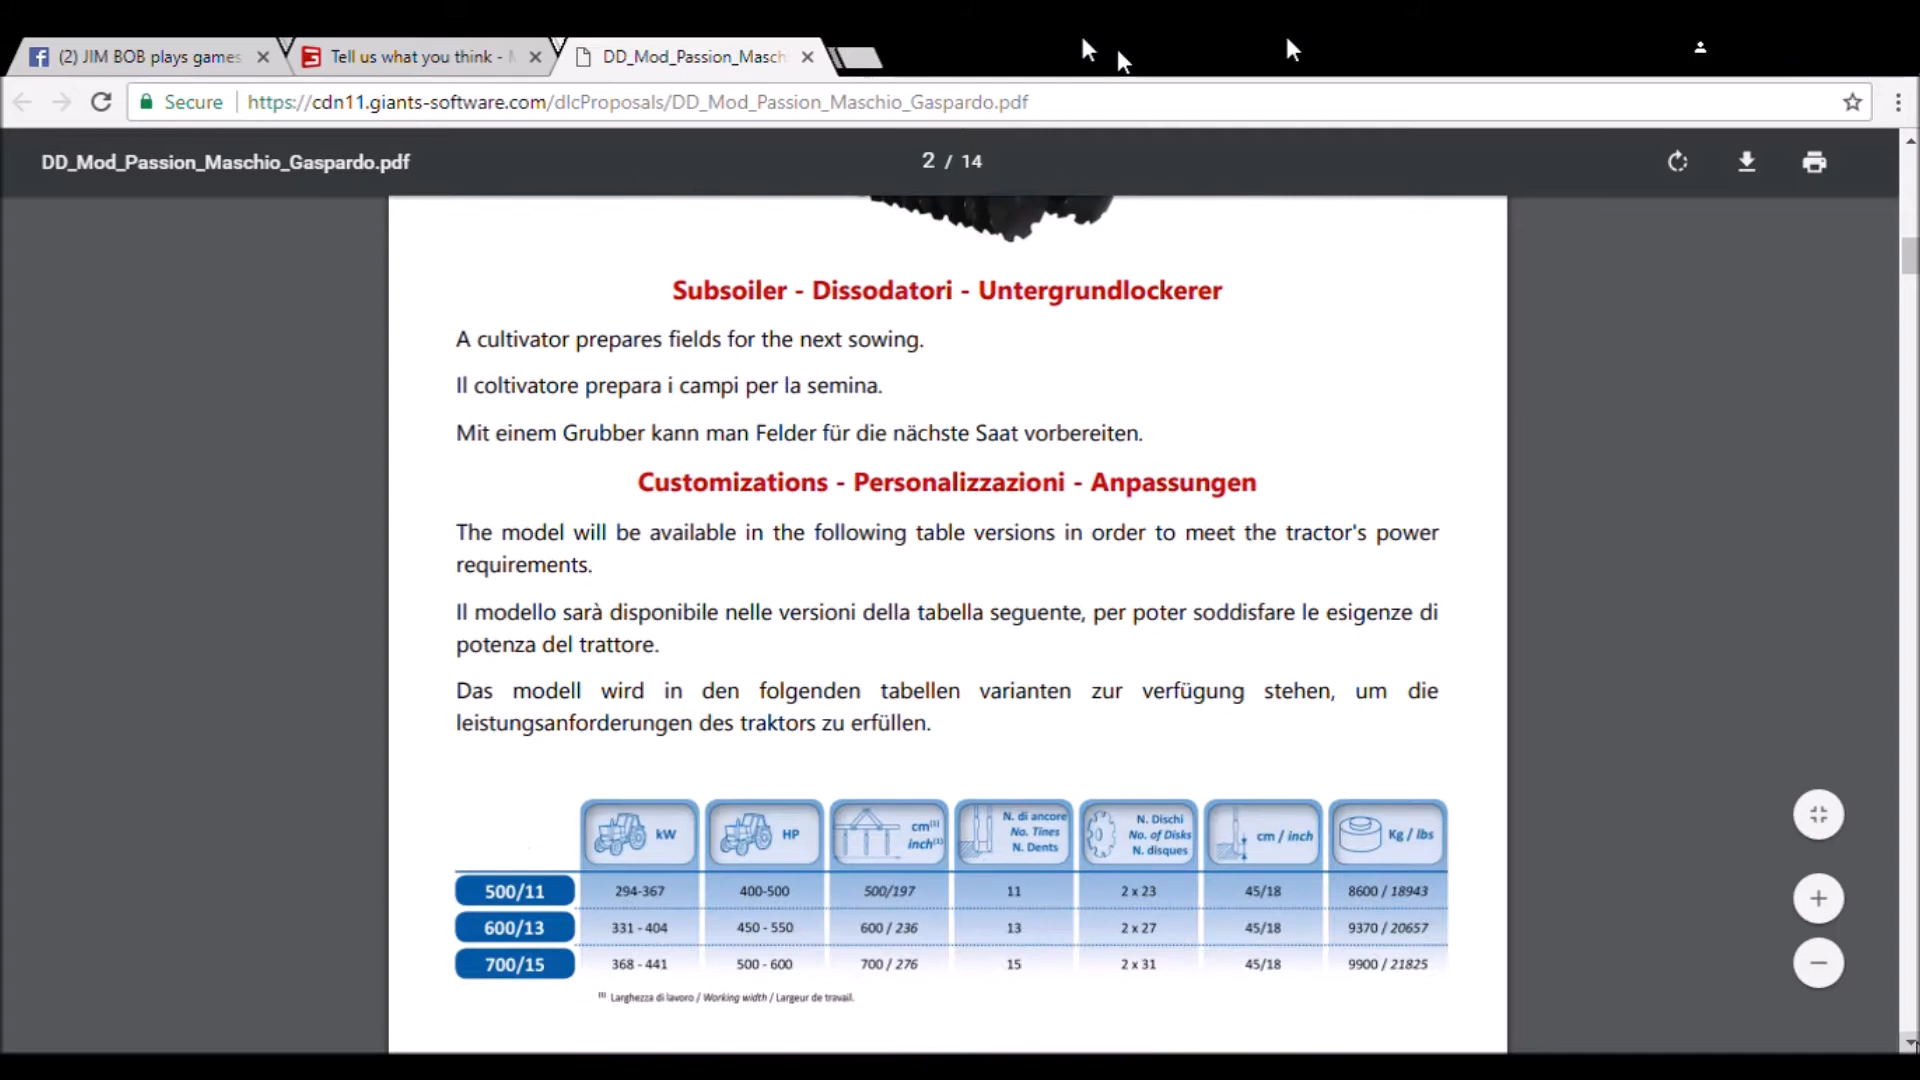 (2) JIM BOB plays games
Tell us what you think -
DD_Mod_Passion_Masch
Secure
https://cdn11.giants-software.com/dlcProposals/DD_Mod_Passion_Maschio_Gaspardo.pdf
DD_Mod_Passion_Maschio_Gaspardo.pdf
2 / 14
Subsoiler - Dissodatori - Untergrundlockerer
A cultivator prepares fields for the next sowing.
Il coltivatore prepara i campi per la semina.
Mit einem Grubber kann man Felder für die nächste Saat vorbereiten.
Customizations - Personalizzazioni - Anpassungen
The model will be available in the following table versions in order to meet the tractor's power
requirements.
Il modello sarà disponibile nelle versioni della tabella seguente, per poter soddisfare le esigenze di
potenza del trattore.
Das modell wird in den folgenden tabellen varianten zur verfügung stehen, um die
leistungsanforderungen des traktors zu erfüllen.
kW
HP
cm(1)
inch(1)
N. di ancore
No. Tines
N. Dents
N. Dischi
No. of Disks
N. disques
cm / inch
Kg / lbs
500/11 294-367 400-500 500/197 11 2 x 23 45/18 8600 / 18943
600/13 331 - 404 450 - 550 600 / 236 13 2 x 27 45/18 9370 / 20657
700/15 368 - 441 500 - 600 700 / 276 15 2 x 31 45/18 9900 / 21825
(1) Larghezza di lavoro / Working width / Largeur de travail.